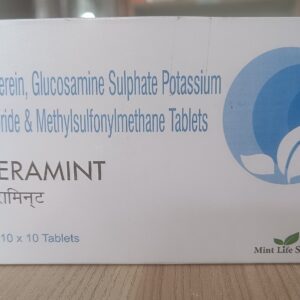 erein, Glucosamine Sulphate Potassium
ride & Methylsulfonylmethane Tablets
ERAMINT
रामिन्ट
10 x 10 Tablets
Mint Life S